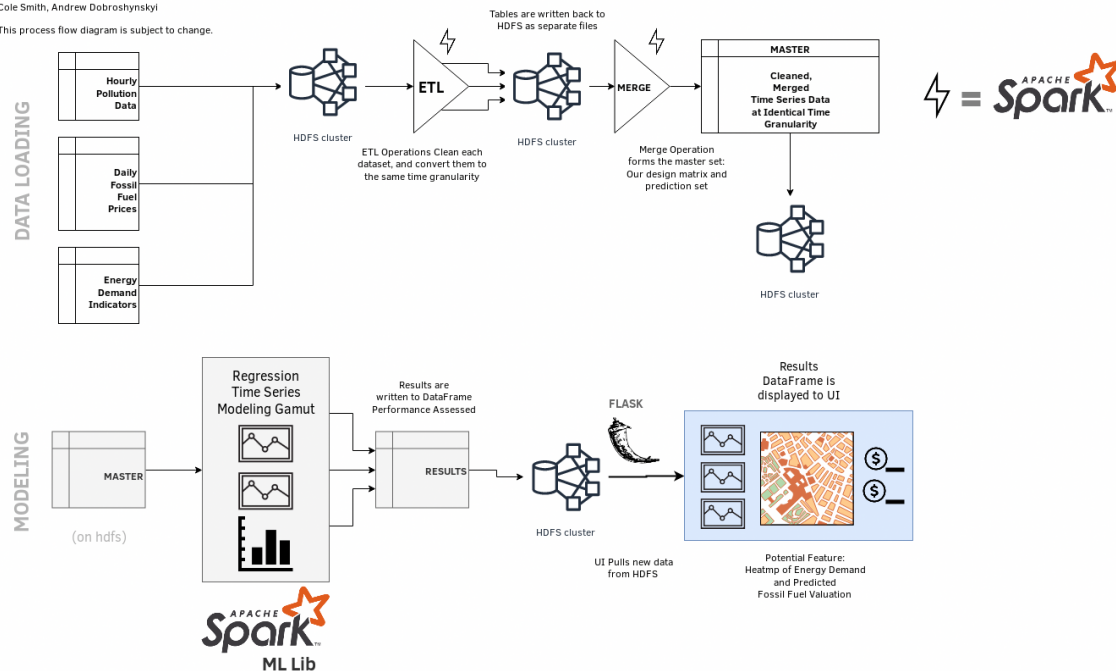 Cole Smith, Andrew Dobroshynskyi
This process flow diagram is subject to change.
DATA LOADING
Hourly
Pollution
Data
Daily
Fossil
Fuel
Prices
Energy
Demand
Indicators
HDFS cluster
ETL
ETL Operations Clean each
dataset, and convert them to
the same time granularity
Tables are written back to
HDFS as separate files
HDFS cluster
MERGE
Merge Operation
forms the master set:
Our design matrix and
prediction set
MASTER
Cleaned,
Merged
Time Series Data
at Identical Time
Granularity
HDFS cluster
=
APACHE
Spark™
MODELING
MASTER
(on hdfs)
Regression
Time Series
Modeling Gamut
APACHE
Spark™
ML Lib
Results are
written to DataFrame
Performance Assessed
RESULTS
HDFS cluster
FLASK
UI Pulls new data
from HDFS
Results
DataFrame is
displayed to UI
$
$
Potential Feature:
Heatmp of Energy Demand
and Predicted
Fossil Fuel Valuation